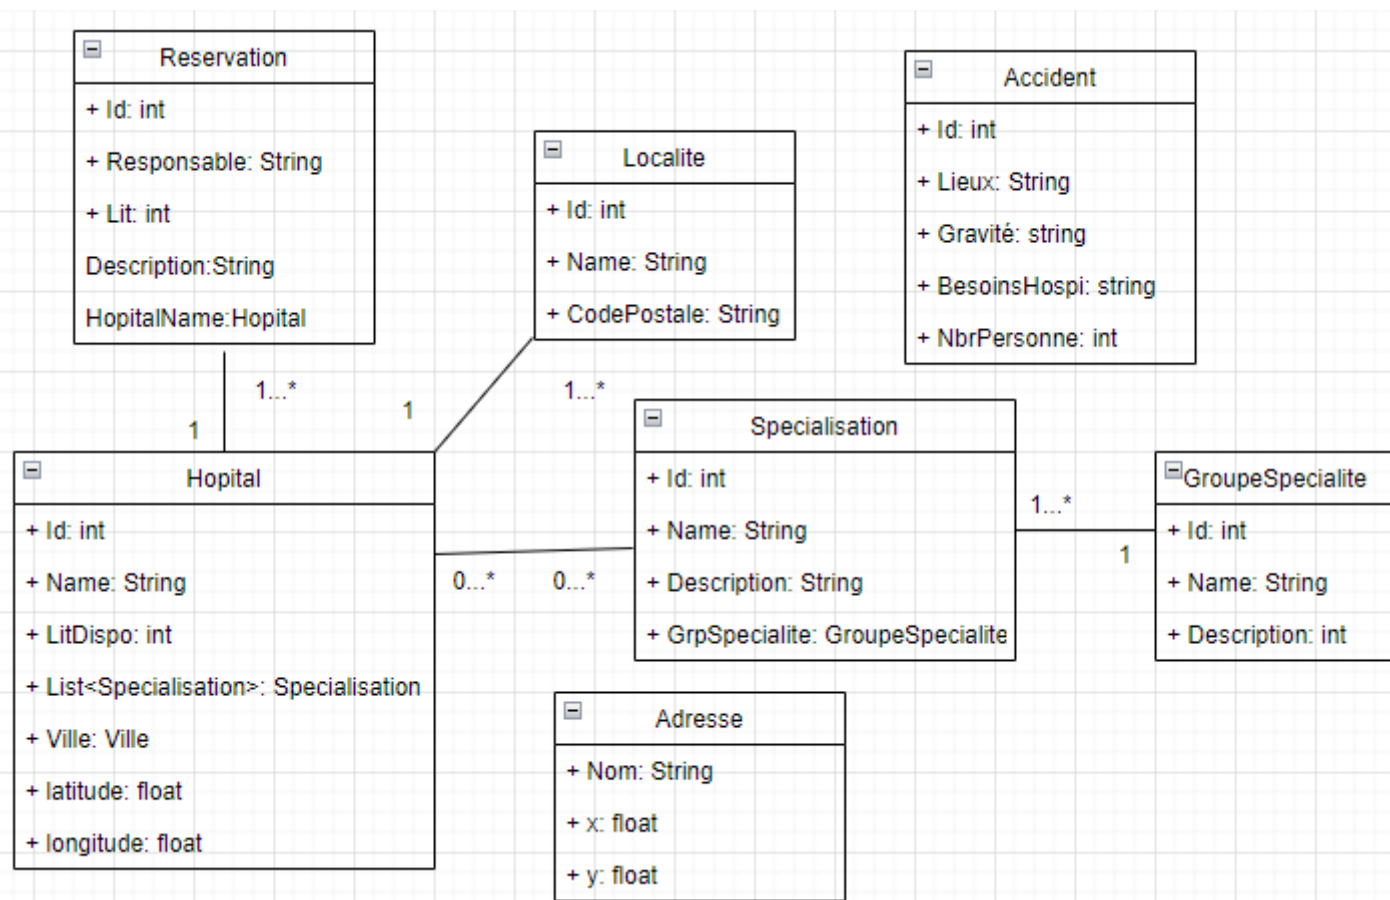 Reservation
+ Id: int
+ Responsable: String
+ Lit: int
Description:String
HopitalName:Hopital
Localite
+ Id: int
+ Name: String
+ CodePostale: String
Accident
+ Id: int
+ Lieux: String
+ Gravité: string
+ BesoinsHospi: string
+ NbrPersonne: int
1...*
1
1
1...*
Hopital
+ Id: int
+ Name: String
+ LitDispo: int
+ List<Specialisation>: Specialisation
+ Ville: Ville
+ latitude: float
+ longitude: float
0...*
0...*
Specialisation
+ Id: int
+ Name: String
+ Description: String
+ GrpSpecialite: GroupeSpecialite
1...*
1
GroupeSpecialite
+ Id: int
+ Name: String
+ Description: int
Adresse
+ Nom: String
+ x: float
+ y: float